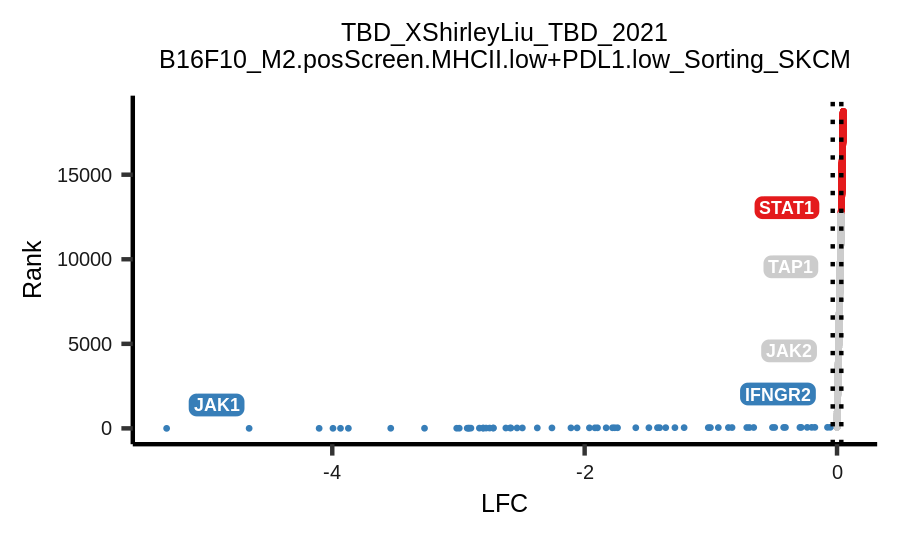 TBD_XShirleyLiu_TBD_2021
B16F10_M2.posScreen.MHCII.low+PDL1.low_Sorting_SKCM
15000
10000
5000
0
Rank
STAT1
TAP1
JAK2
IFNGR2
JAK1
-4
-2
0
LFC